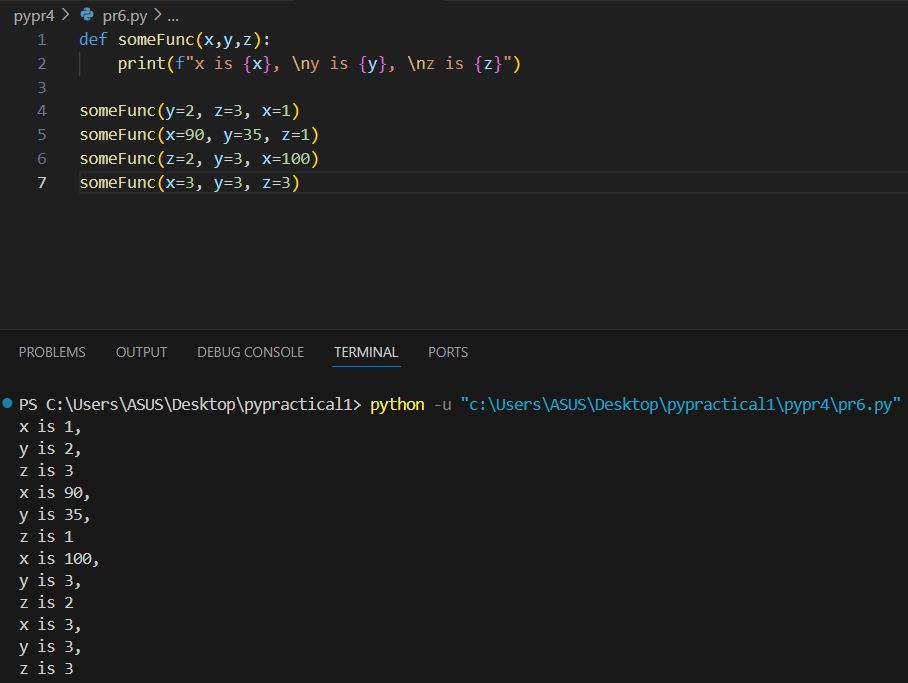 pypr4 > pr6.py > ...
1 def someFunc(x,y,z):
2     print(f"x is {x}, \ny is {y}, \nz is {z}")
3
4 someFunc(y=2, z=3, x=1)
5 someFunc(x=90, y=35, z=1)
6 someFunc(z=2, y=3, x=100)
7 someFunc(x=3, y=3, z=3)
PROBLEMS OUTPUT DEBUG CONSOLE TERMINAL PORTS
PS C:\Users\ASUS\Desktop\pypractical1> python -u "c:\Users\ASUS\Desktop\pypractical1\pypr4\pr6.py"
x is 1,
y is 2,
z is 3
x is 90,
y is 35,
z is 1
x is 100,
y is 3,
z is 2
x is 3,
y is 3,
z is 3